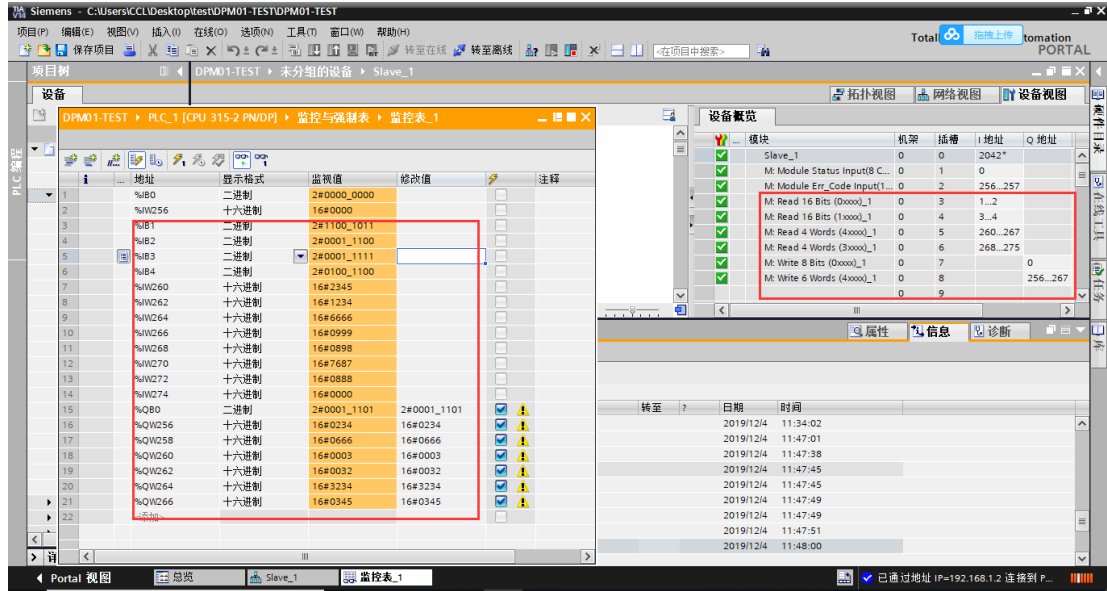 Siemens - C:\Users\CCL\Desktop\test\DPM01-TEST\DPM01-TEST
项目(P) 编辑(E) 视图(V) 插入(I) 在线(O) 选项(N) 工具(T) 窗口(W) 帮助(H)
Totall 拖拽上传 tomation
PORTAL
保存项目 转至在线 转至离线 <在项目中搜索>
项目树 DPM01-TEST ▸ 未分组的设备 ▸ Slave_1
设备 拓扑视图 网络视图 设备视图
DPM01-TEST ▸ PLC_1 [CPU 315-2 PN/DP] ▸ 监控与强制表 ▸ 监控表_1
i ... 地址 显示格式 监视值 修改值 注释
1 %IB0 二进制 2#0000_0000
2 %IW256 十六进制 16#0000
3 %IB1 二进制 2#1100_1011
4 %IB2 二进制 2#0001_1100
5 %IB3 二进制 2#0001_1111
6 %IB4 二进制 2#0100_1100
7 %IW260 十六进制 16#2345
8 %IW262 十六进制 16#1234
9 %IW264 十六进制 16#6666
10 %IW266 十六进制 16#0999
11 %IW268 十六进制 16#0898
12 %IW270 十六进制 16#7687
13 %IW272 十六进制 16#0888
14 %IW274 十六进制 16#0000
15 %QB0 二进制 2#0001_1101 2#0001_1101
16 %QW256 十六进制 16#0234 16#0234
17 %QW258 十六进制 16#0666 16#0666
18 %QW260 十六进制 16#0003 16#0003
19 %QW262 十六进制 16#0032 16#0032
20 %QW264 十六进制 16#3234 16#3234
21 %QW266 十六进制 16#0345 16#0345
22 <添加>
设备概览
... 模块 机架 插槽 I 地址 Q 地址
Slave_1 0 0 2042*
M: Module Status Input(8 C... 0 1 0
M: Module Err_Code Input(1... 0 2 256...257
M: Read 16 Bits (0xxxx)_1 0 3 1...2
M: Read 16 Bits (1xxxx)_1 0 4 3...4
M: Read 4 Words (4xxxx)_1 0 5 260...267
M: Read 4 Words (3xxxx)_1 0 6 268...275
M: Write 8 Bits (0xxxx)_1 0 7 0
M: Write 6 Words (4xxxx)_1 0 8 256...267
0 9
属性 信息 诊断
转至 ? 日期 时间
2019/12/4 11:34:02
2019/12/4 11:47:01
2019/12/4 11:47:38
2019/12/4 11:47:45
2019/12/4 11:47:45
2019/12/4 11:47:49
2019/12/4 11:47:49
2019/12/4 11:47:51
2019/12/4 11:48:00
PLC 编程
硬件目录
在线工具
任务
库
详
Portal 视图 总览 Slave_1 监控表_1 已通过地址 IP=192.168.1.2 连接到 P...